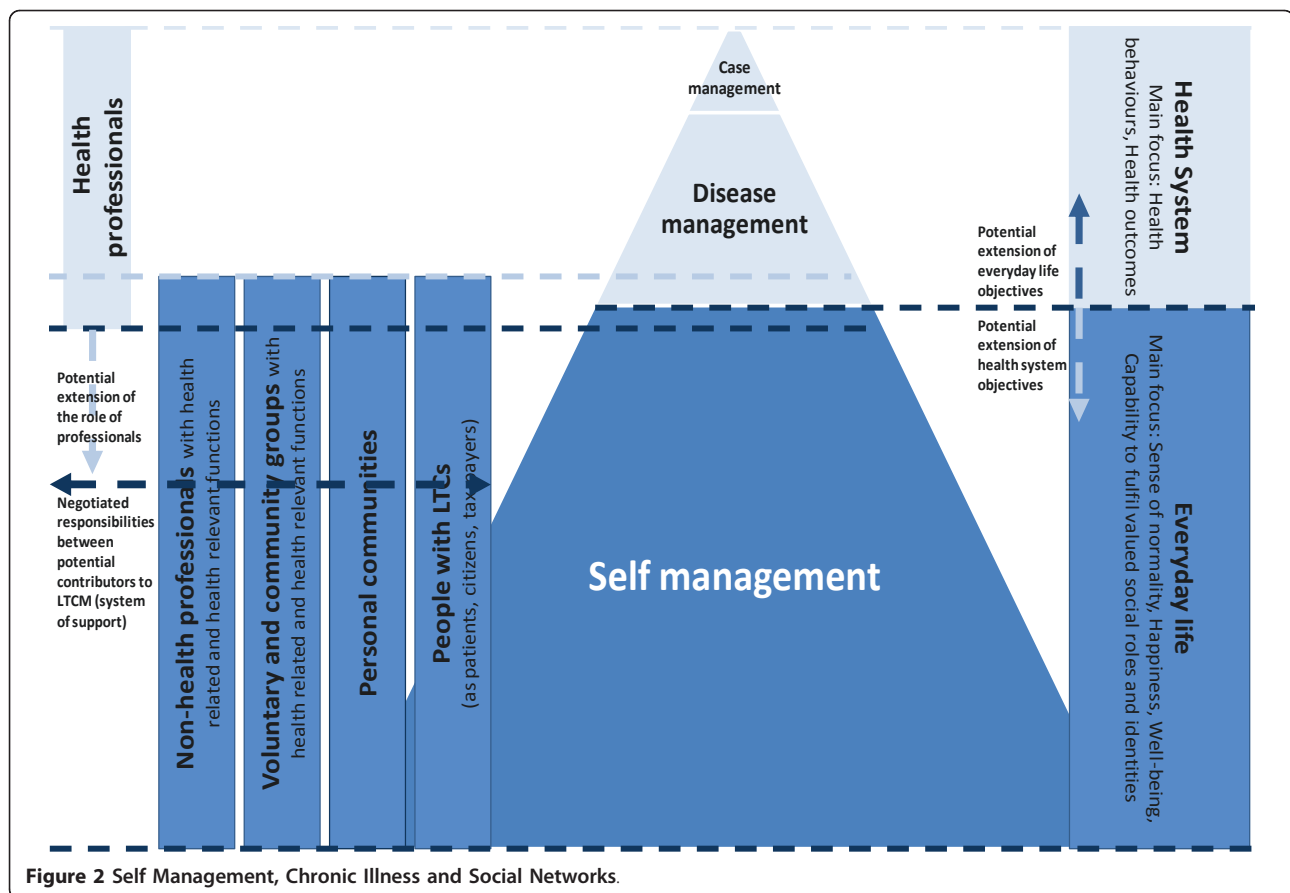 Health
professionals
Potential
extension of
the role of
professionals
Negotiated
responsibilities
between
potential
contributors to
LTCM (system
of support)
Non-health professionals with health
related and health relevant functions
Voluntary and community groups with
health related and health relevant functions
Personal communities
People with LTCs
(as patients, citizens, tax payers)
Case
management
Disease
management
Self management
Potential
extension of
everyday life
objectives
Potential
extension of
health system
objectives
Health System
Main focus: Health
behaviours, Health outcomes
Everyday life
Main focus: Sense of normality, Happiness, Well-being,
Capability to fulfil valued social roles and identities
Figure 2 Self Management, Chronic Illness and Social Networks.